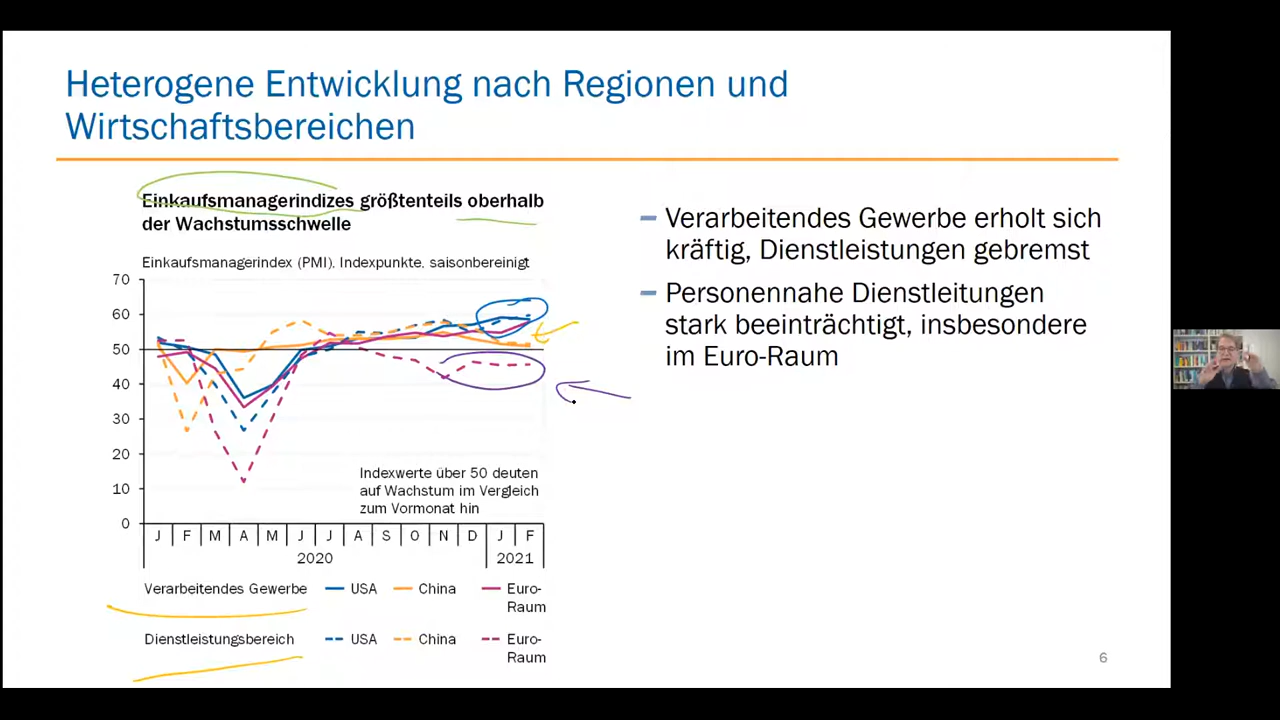 Heterogene Entwicklung nach Regionen und
Wirtschaftsbereichen
Einkaufsmanagerindizes größtenteils oberhalb
der Wachstumsschwelle
Einkaufsmanagerindex (PMI), Indexpunkte, saisonbereinigt
70
60
50
40
30
20
10
0
Indexwerte über 50 deuten
auf Wachstum im Vergleich
zum Vormonat hin
J F M A M J J A S O N D J F
2020 2021
Verarbeitendes Gewerbe USA China Euro-
Raum
Dienstleistungsbereich USA China Euro-
Raum
– Verarbeitendes Gewerbe erholt sich
kräftig, Dienstleistungen gebremst
– Personennahe Dienstleitungen
stark beeinträchtigt, insbesondere
im Euro-Raum
6